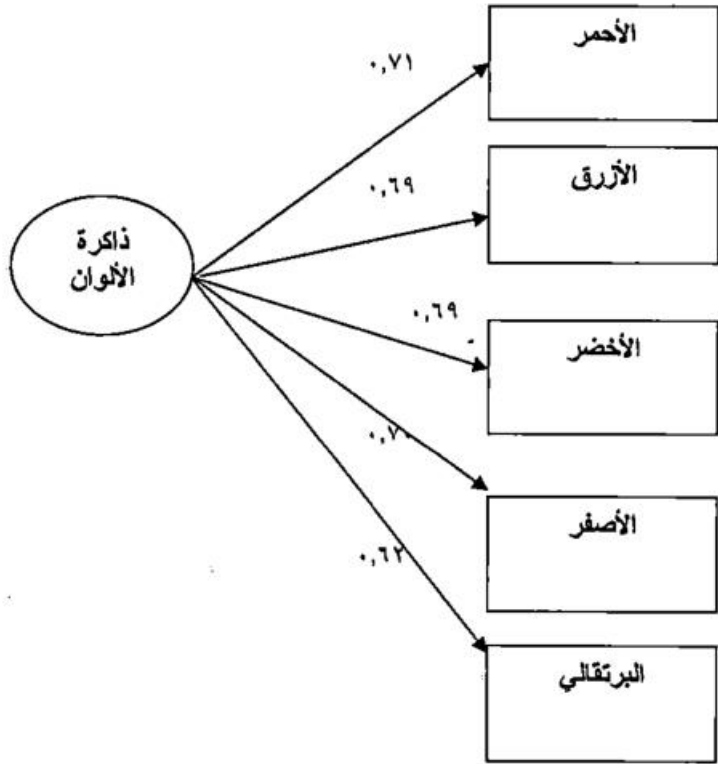 الأحمر
٠,٧١
الأزرق
٠,٦٩
ذاكرة
الألوان
٠,٦٩
الأخضر
الأصفر
٠,٦٢
البرتقالي